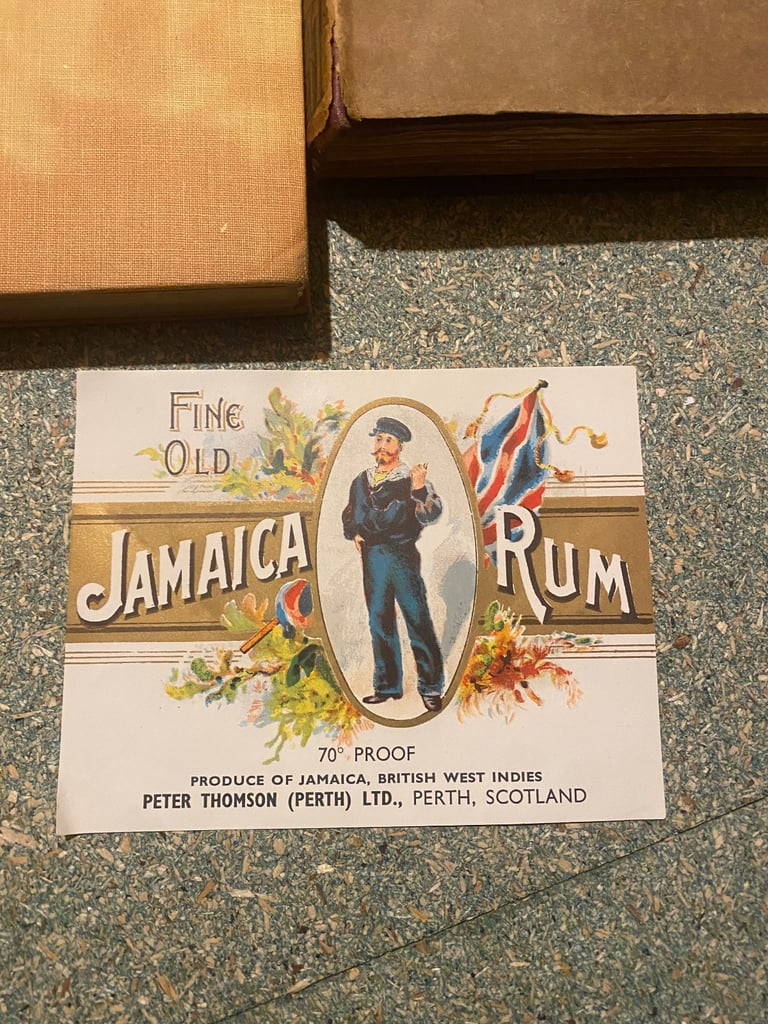 FINE
OLD
JAMAICA RUM
70° PROOF
PRODUCE OF JAMAICA, BRITISH WEST INDIES
PETER THOMSON (PERTH) LTD., PERTH, SCOTLAND